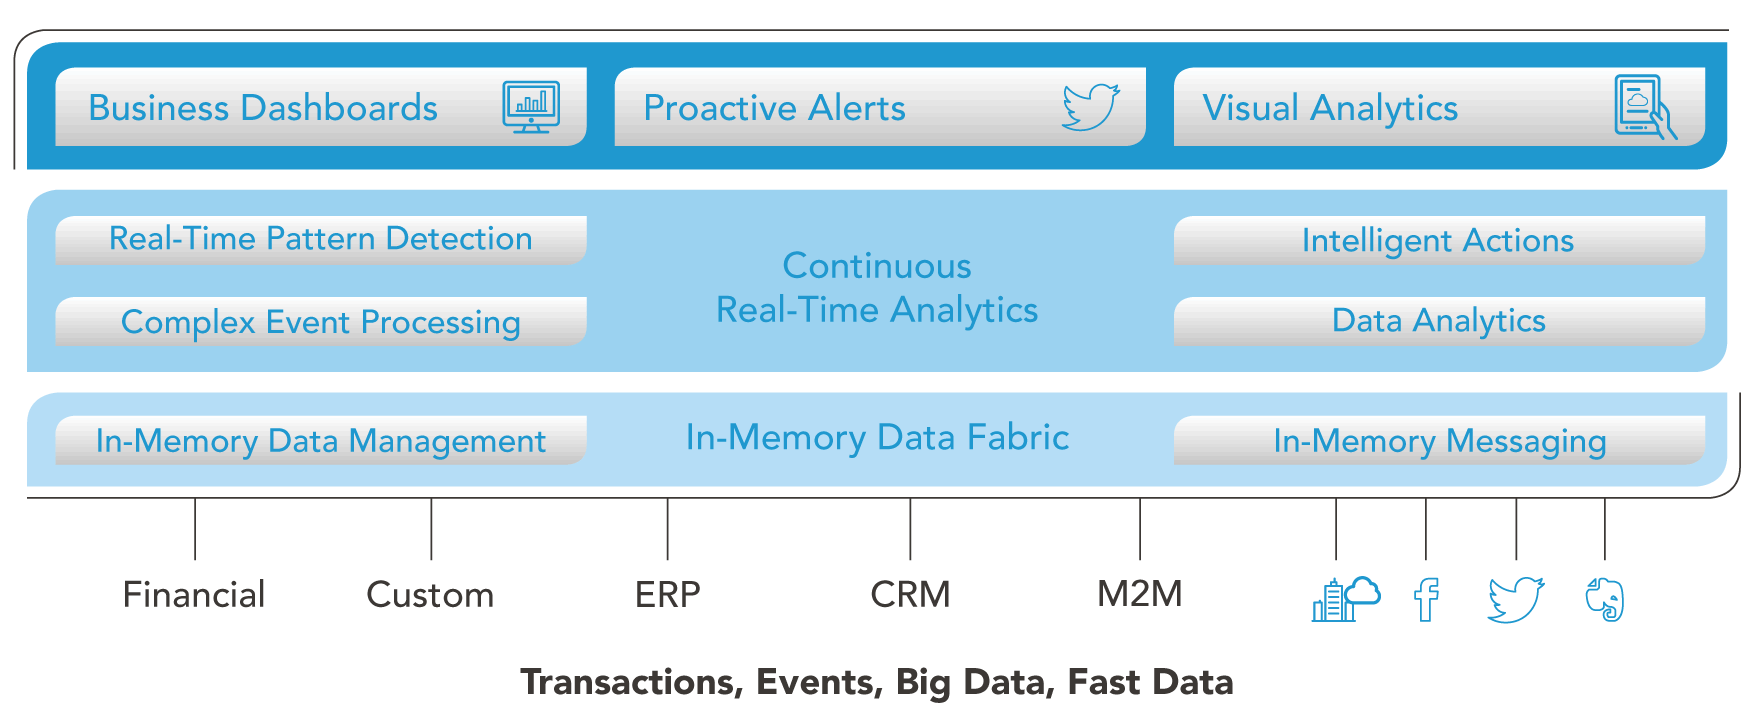 Business Dashboards
Proactive Alerts
Visual Analytics
Real-Time Pattern Detection
Complex Event Processing
Continuous
Real-Time Analytics
Intelligent Actions
Data Analytics
In-Memory Data Management
In-Memory Data Fabric
In-Memory Messaging
Financial
Custom
ERP
CRM
M2M
f
Transactions, Events, Big Data, Fast Data